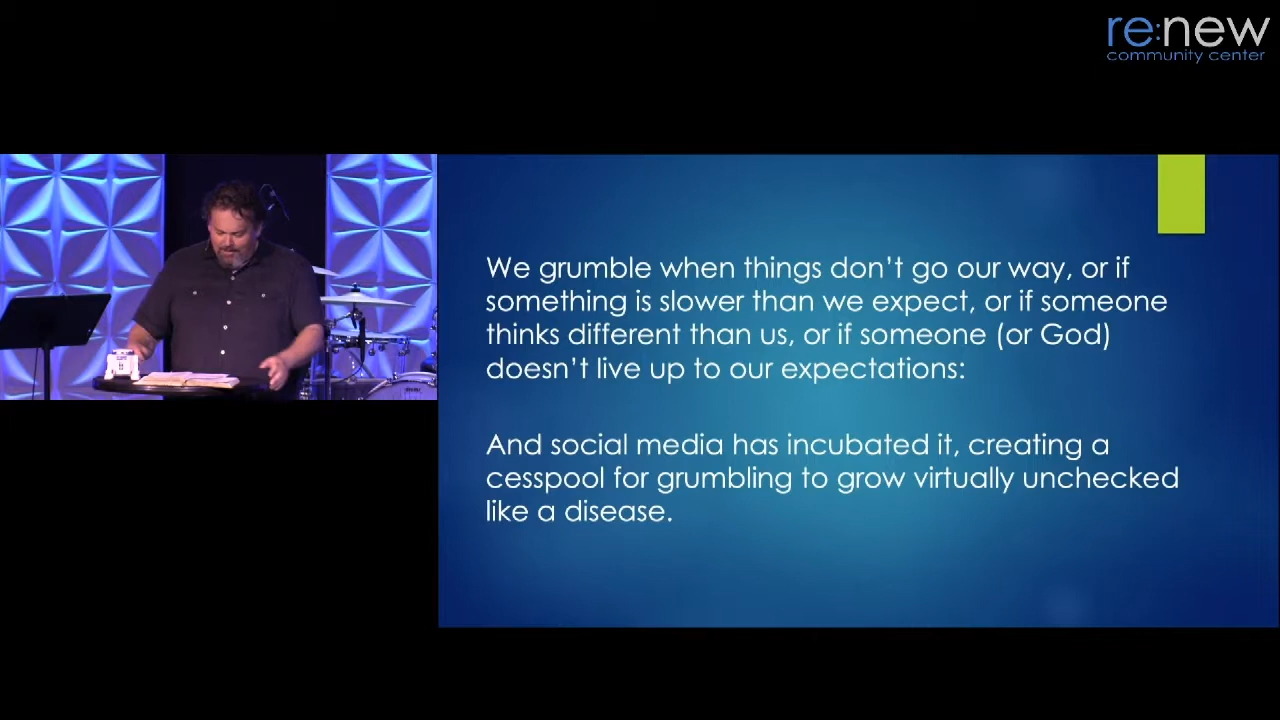 re:new
community center
We grumble when things don't go our way, or if
something is slower than we expect, or if someone
thinks different than us, or if someone (or God)
doesn't live up to our expectations:
And social media has incubated it, creating a
cesspool for grumbling to grow virtually unchecked
like a disease.